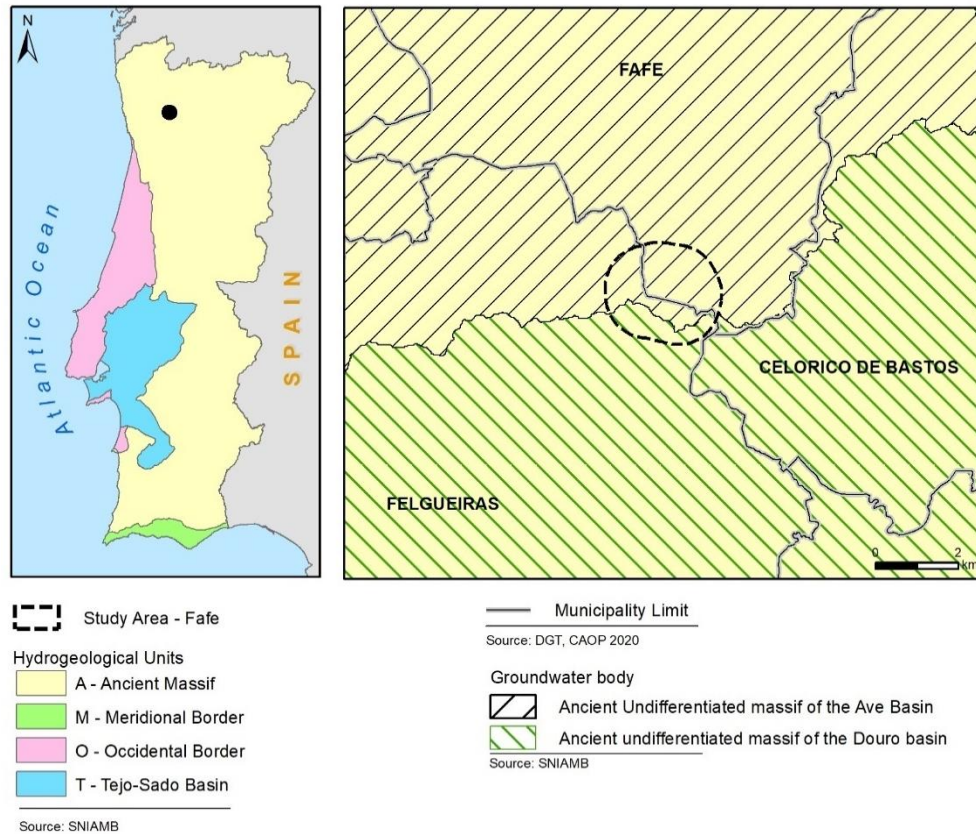 N
Atlantic Ocean
SPAIN
FAFE
CELORICO DE BASTOS
FELGUEIRAS
0 2
km
Study Area - Fafe
Hydrogeological Units
A - Ancient Massif
M - Meridional Border
O - Occidental Border
T - Tejo-Sado Basin
Source: SNIAMB
Municipality Limit
Source: DGT, CAOP 2020
Groundwater body
Ancient Undifferentiated massif of the Ave Basin
Ancient undifferentiated massif of the Douro basin
Source: SNIAMB